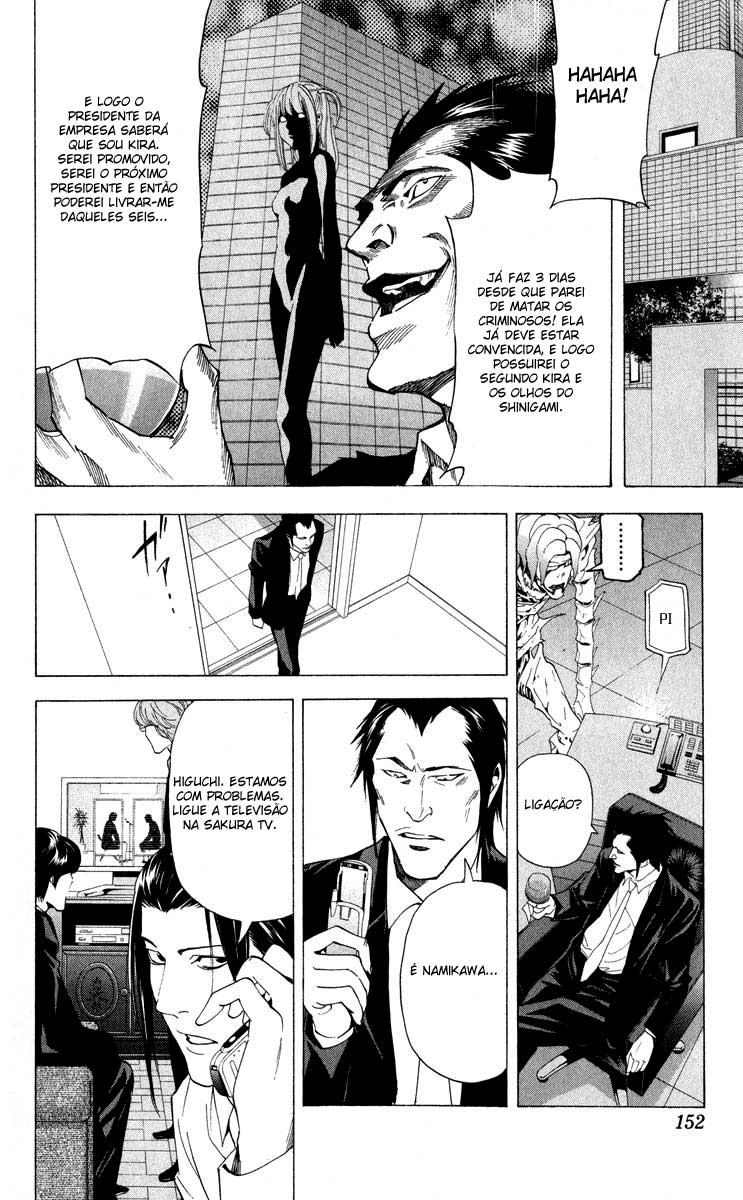 HAHAHA
HAHA!
JÁ FAZ 3 DIAS
DESDE QUE PAREI
DE MATAR OS
CRIMINOSOS! ELA
JÁ DEVE ESTAR
CONVENCIDA, E LOGO
POSSUIREI O
SEGUNDO KIRA E
OS OLHOS DO
SHINIGAMI.
E LOGO O
PRESIDENTE DA
EMPRESA SABERÁ
QUE SOU KIRA.
SEREI PROMOVIDO,
SEREI O PRÓXIMO
PRESIDENTE E ENTÃO
PODEREI LIVRAR-ME
DAQUELES SEIS...
......
PI
LIGAÇÃO?
É NAMIKAWA...
HIGUCHI. ESTAMOS
COM PROBLEMAS.
LIGUE A TELEVISÃO
NA SAKURA TV.
152